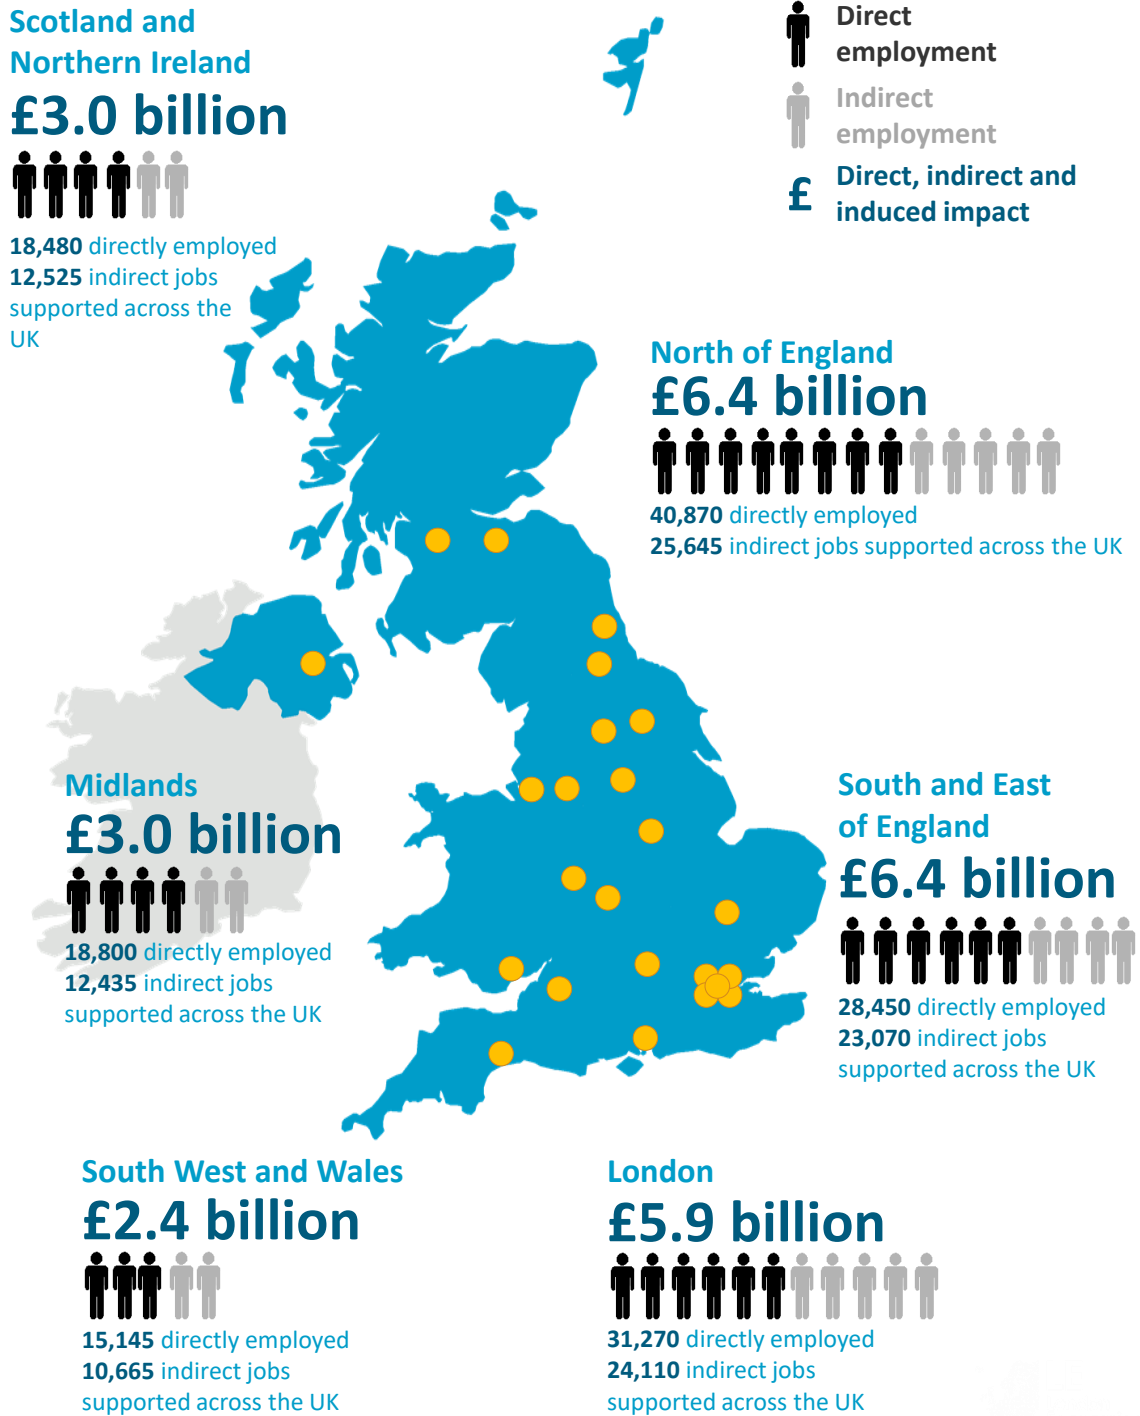 Scotland and
Northern Ireland
£3.0 billion
18,480 directly employed
12,525 indirect jobs
supported across the
UK
Direct
employment
Indirect
employment
£
Direct, indirect and
induced impact
North of England
£6.4 billion
40,870 directly employed
25,645 indirect jobs supported across the UK
Midlands
£3.0 billion
18,800 directly employed
12,435 indirect jobs
supported across the UK
South and East
of England
£6.4 billion
28,450 directly employed
23,070 indirect jobs
supported across the UK
South West and Wales
£2.4 billion
15,145 directly employed
10,665 indirect jobs
supported across the UK
London
£5.9 billion
31,270 directly employed
24,110 indirect jobs
supported across the UK